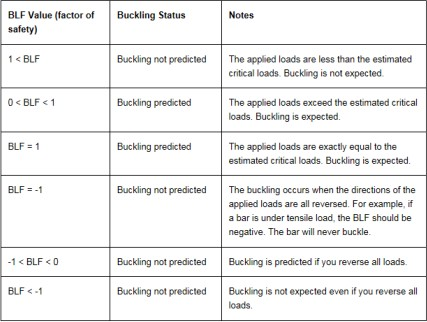 BLF Value (factor of safety) Buckling Status Notes
1 < BLF Buckling not predicted The applied loads are less than the estimated
critical loads. Buckling is not expected.
0 < BLF < 1 Buckling predicted The applied loads exceed the estimated critical
loads. Buckling is expected.
BLF = 1 Buckling predicted The applied loads are exactly equal to the
estimated critical loads. Buckling is expected.
BLF = -1 Buckling not predicted The buckling occurs when the directions of the
applied loads are all reversed. For example, if
a bar is under tensile load, the BLF should be
negative. The bar will never buckle.
-1 < BLF < 0 Buckling not predicted Buckling is predicted if you reverse all loads.
BLF < -1 Buckling not predicted Buckling is not expected even if you reverse all
loads.